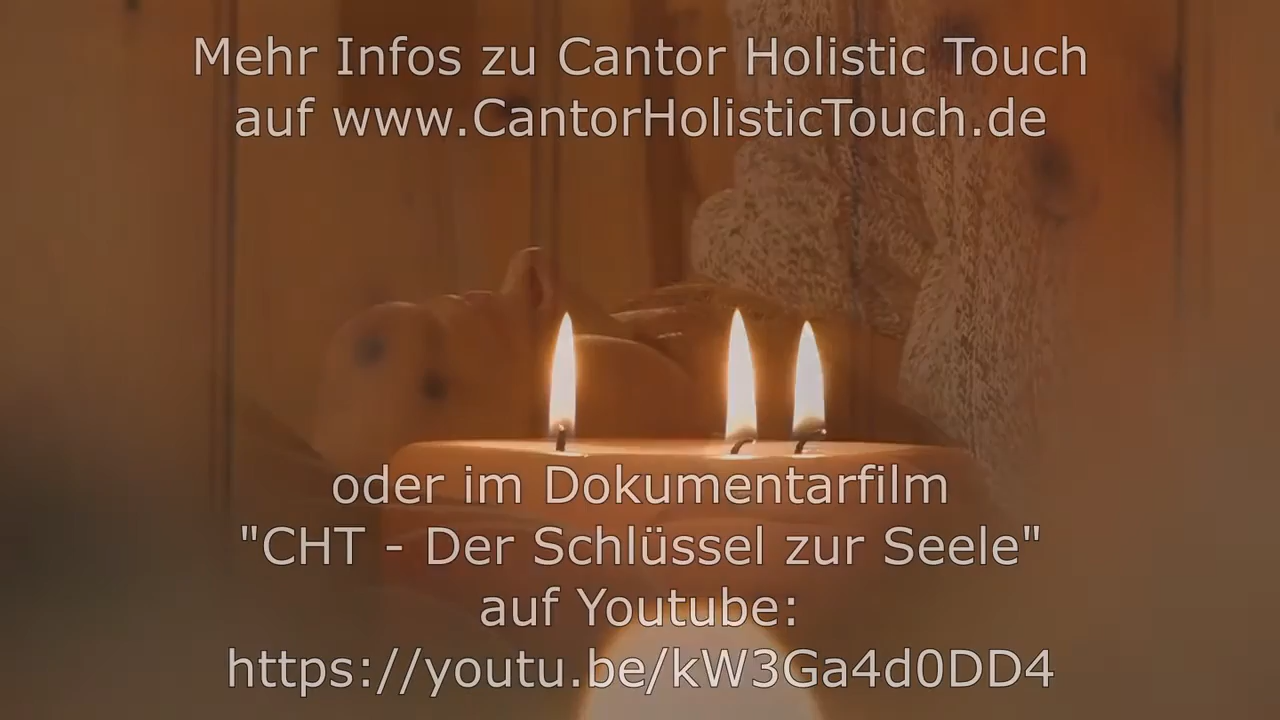 Mehr Infos zu Cantor Holistic Touch
auf www.CantorHolisticTouch.de
oder im Dokumentarfilm
"CHT - Der Schlüssel zur Seele"
auf Youtube:
https://youtu.be/kW3Ga4d0DD4